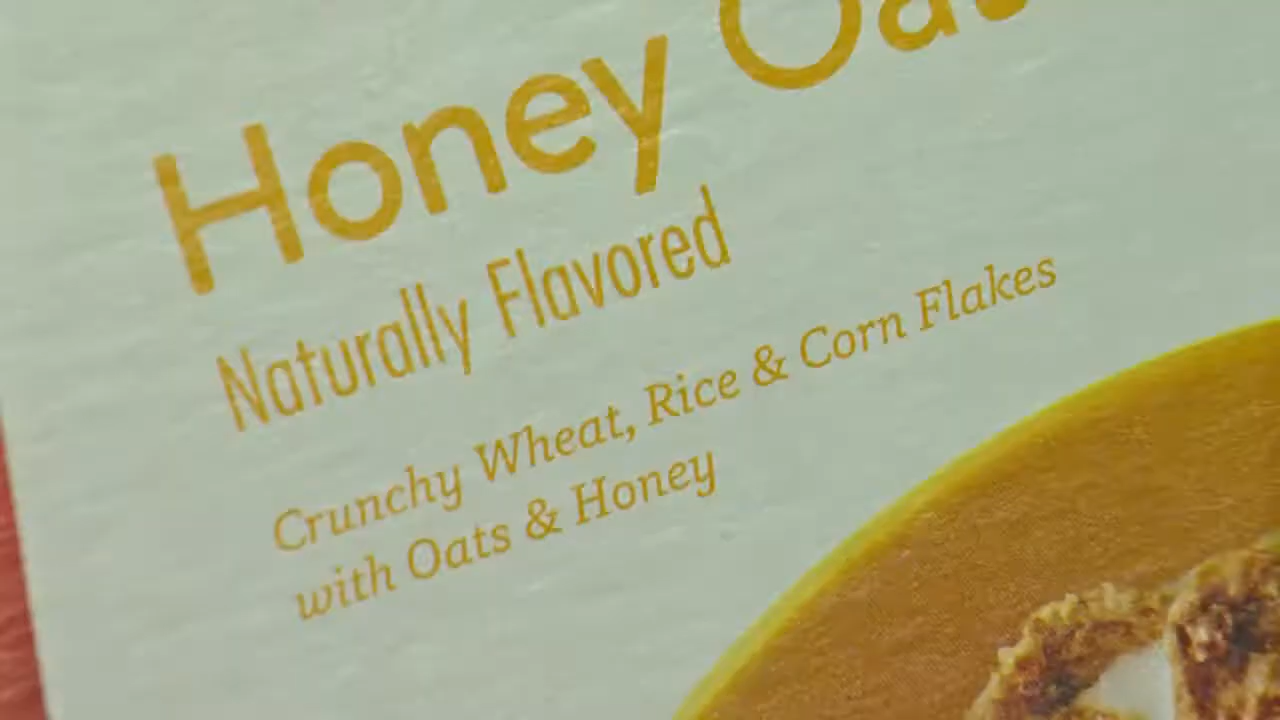 Honey Oat
Naturally Flavored
Crunchy Wheat, Rice & Corn Flakes
with Oats & Honey